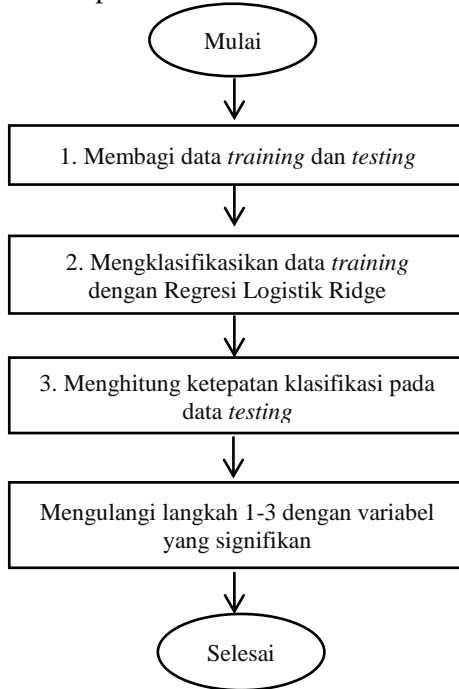 Mulai
1. Membagi data training dan testing
2. Mengklasifikasikan data training
dengan Regresi Logistik Ridge
3. Menghitung ketepatan klasifikasi pada
data testing
Mengulangi langkah 1-3 dengan variabel
yang signifikan
Selesai